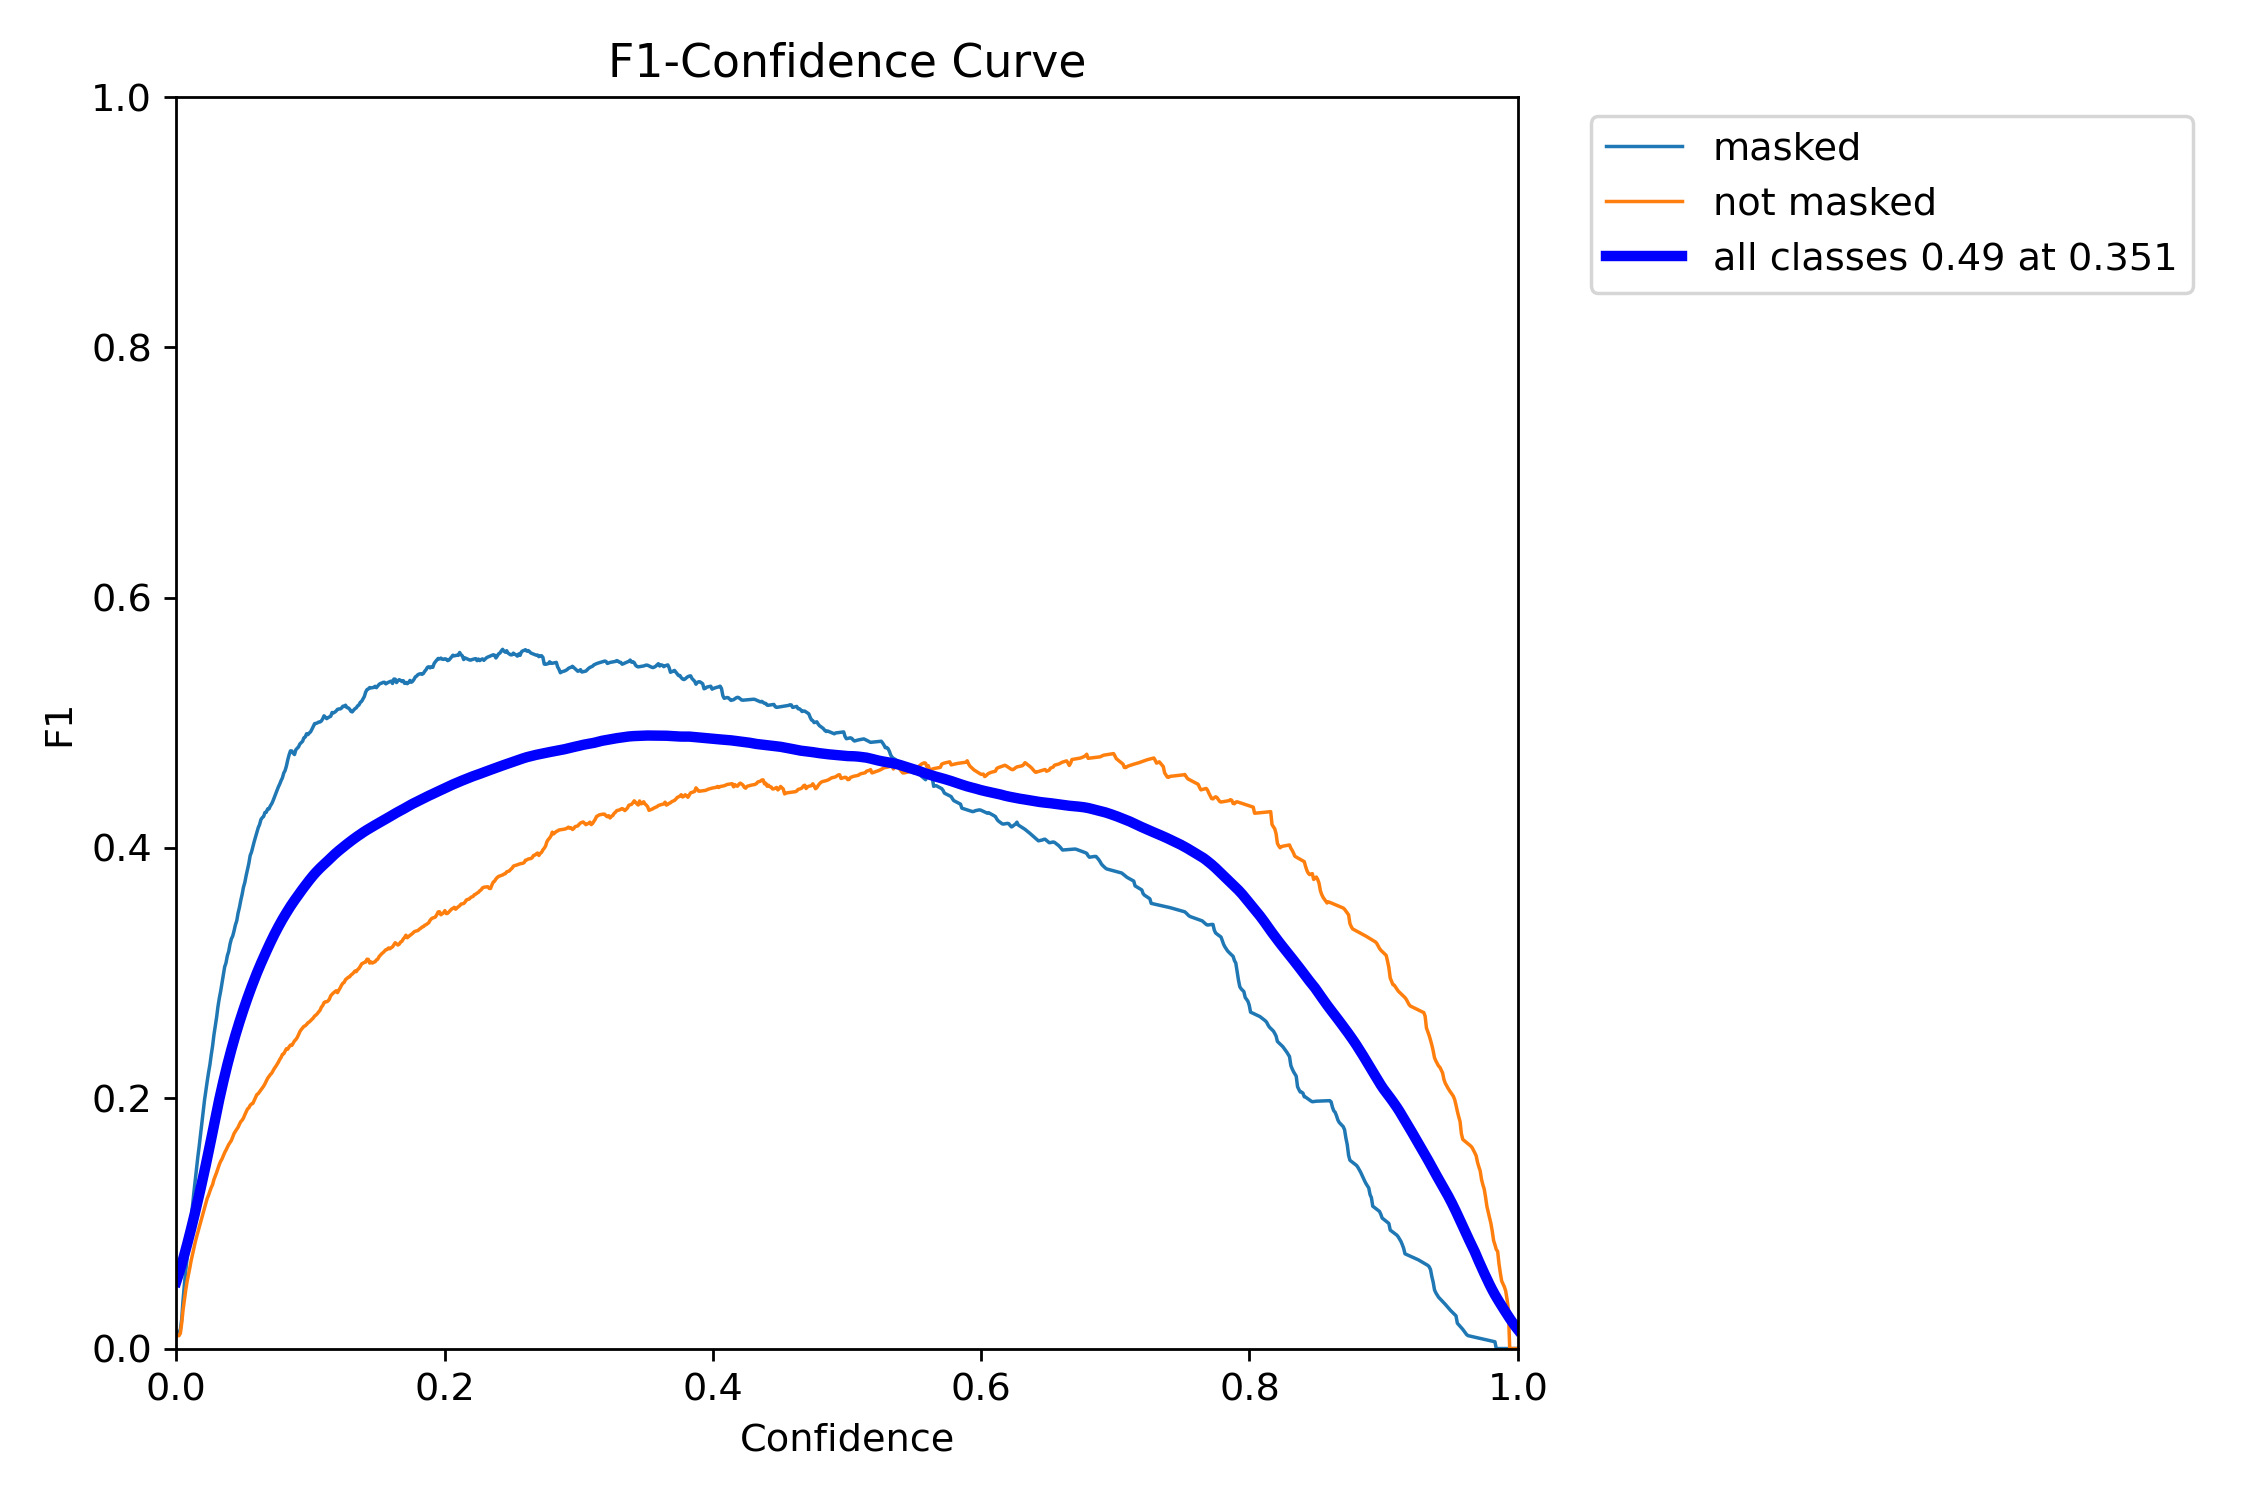 F1-Confidence Curve
1.0
0.8
0.6
0.4
0.2
0.0
F1
0.0 0.2 0.4 0.6 0.8 1.0
Confidence
masked
not masked
all classes 0.49 at 0.351